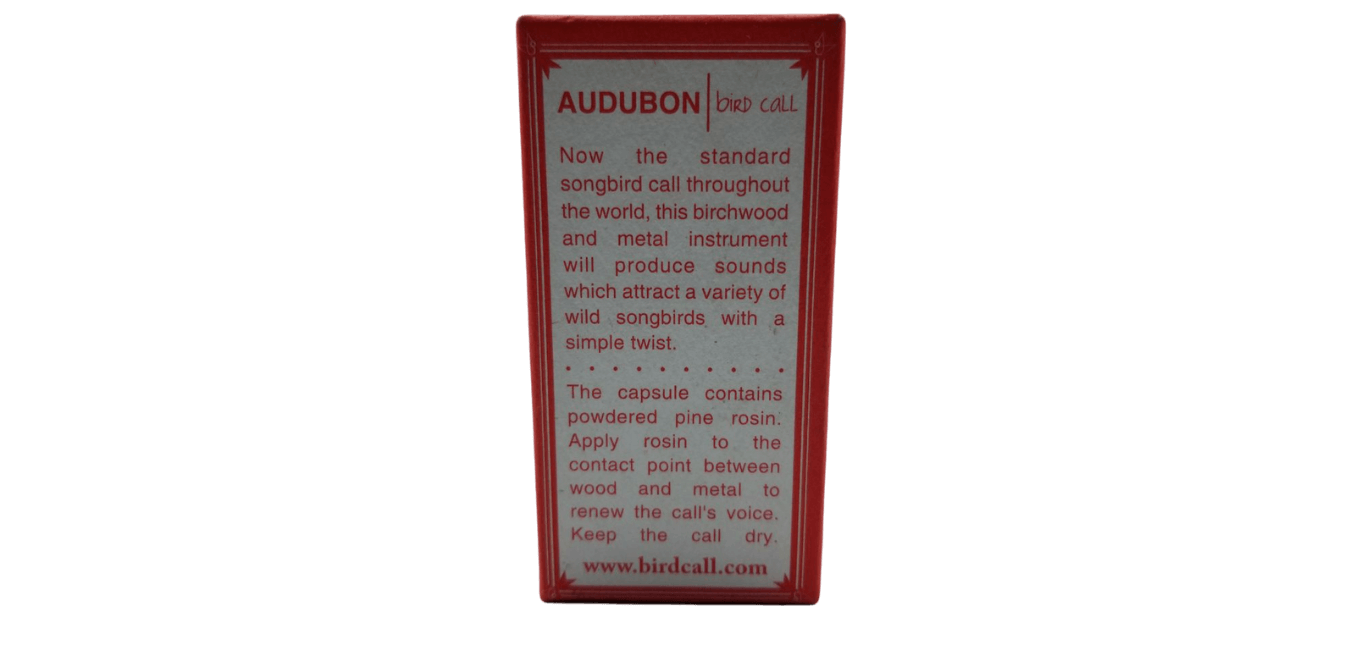 AUDUBON | bird call
Now the standard
songbird call throughout
the world, this birchwood
and metal instrument
will produce sounds
which attract a variety of
wild songbirds with a
simple twist.
The capsule contains
powdered pine rosin.
Apply rosin to the
contact point between
wood and metal to
renew the call's voice.
Keep the call dry.
www.birdcall.com